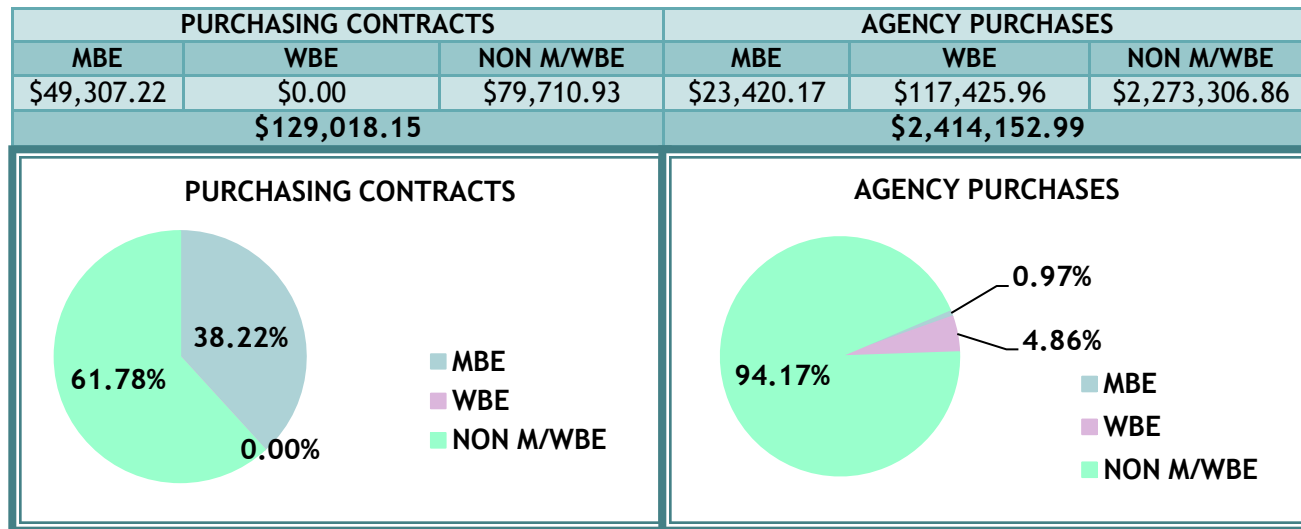 PURCHASING CONTRACTS AGENCY PURCHASES
MBE WBE NON M/WBE MBE WBE NON M/WBE
$49,307.22 $0.00 $79,710.93 $23,420.17 $117,425.96 $2,273,306.86
$129,018.15 $2,414,152.99
PURCHASING CONTRACTS
38.22%
61.78%
0.00%
MBE
WBE
NON M/WBE
AGENCY PURCHASES
0.97%
4.86%
94.17%
MBE
WBE
NON M/WBE